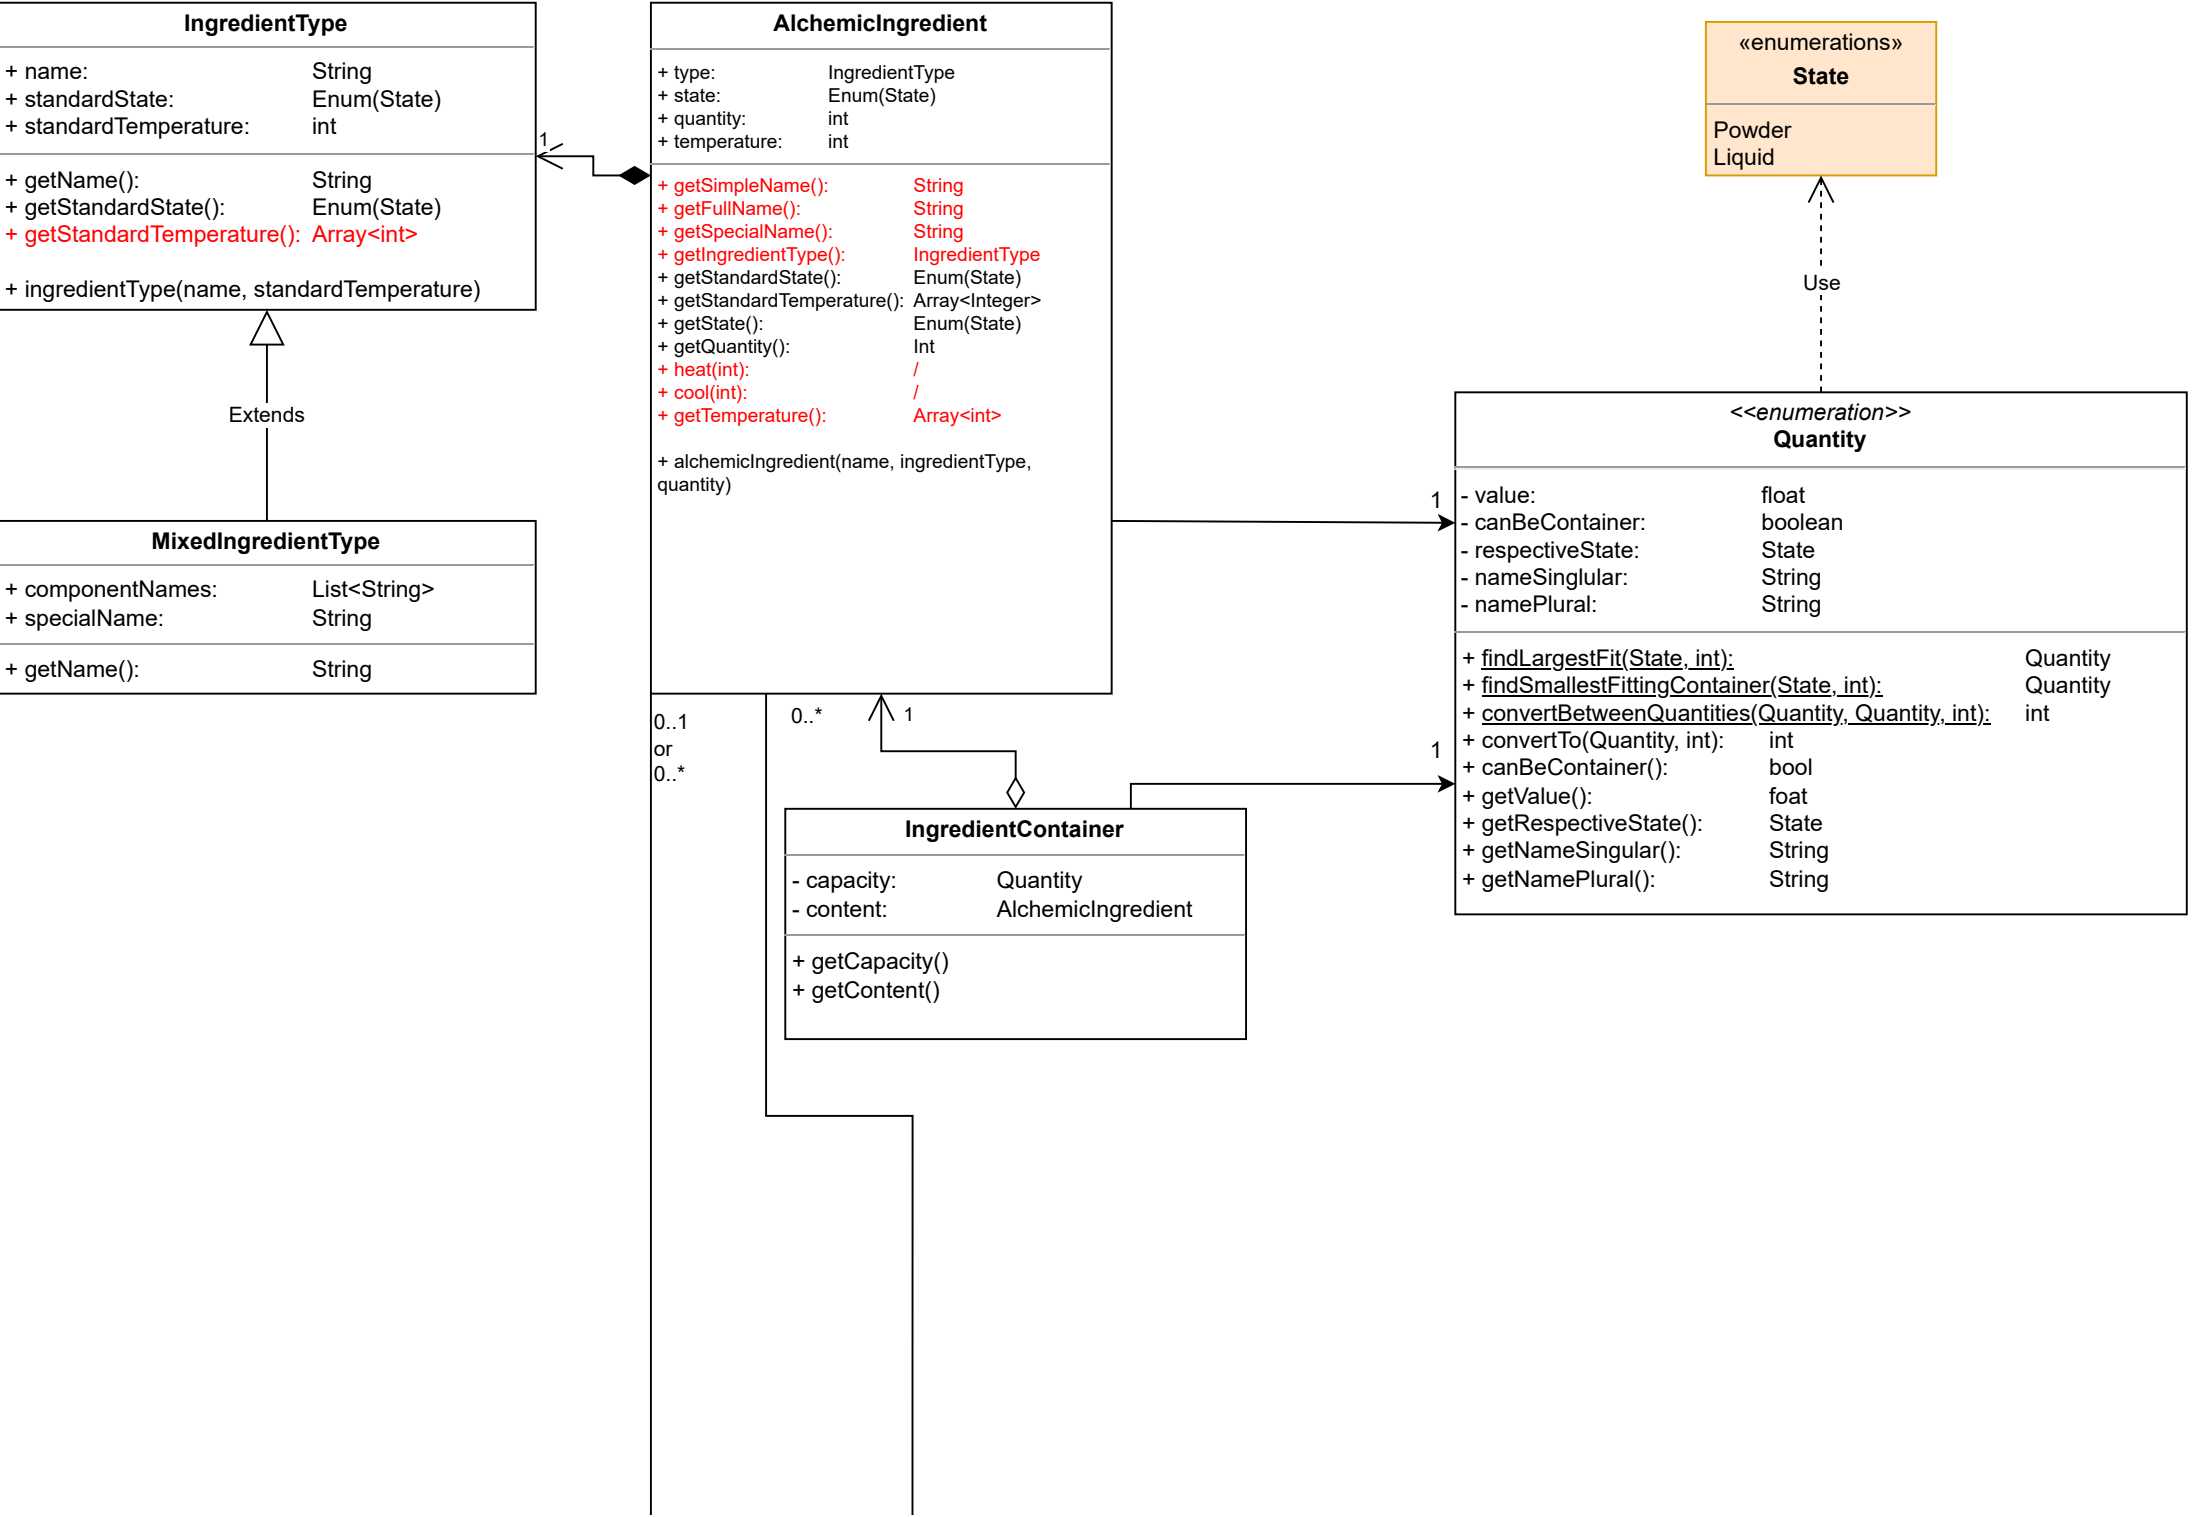 IngredientType
+ name: String
+ standardState: Enum(State)
+ standardTemperature: int
+ getName(): String
+ getStandardState(): Enum(State)
+ getStandardTemperature(): Array<int>
+ ingredientType(name, standardTemperature)
1
Extends
MixedIngredientType
+ componentNames: List<String>
+ specialName: String
+ getName(): String
AlchemicIngredient
+ type: IngredientType
+ state: Enum(State)
+ quantity: int
+ temperature: int
+ getSimpleName(): String
+ getFullName(): String
+ getSpecialName(): String
+ getIngredientType(): IngredientType
+ getStandardState(): Enum(State)
+ getStandardTemperature(): Array<Integer>
+ getState(): Enum(State)
+ getQuantity(): Int
+ heat(int): /
+ cool(int): /
+ getTemperature(): Array<int>
+ alchemicIngredient(name, ingredientType,
quantity)
0..1
or
0..*
0..*
1
IngredientContainer
- capacity: Quantity
- content: AlchemicIngredient
+ getCapacity()
+ getContent()
«enumerations»
State
Powder
Liquid
Use
1
1
<<enumeration>>
Quantity
- value: float
- canBeContainer: boolean
- respectiveState: State
- nameSinglular: String
- namePlural: String
+ findLargestFit(State, int): Quantity
+ findSmallestFittingContainer(State, int): Quantity
+ convertBetweenQuantities(Quantity, Quantity, int): int
+ convertTo(Quantity, int): int
+ canBeContainer(): bool
+ getValue(): foat
+ getRespectiveState(): State
+ getNameSingular(): String
+ getNamePlural(): String